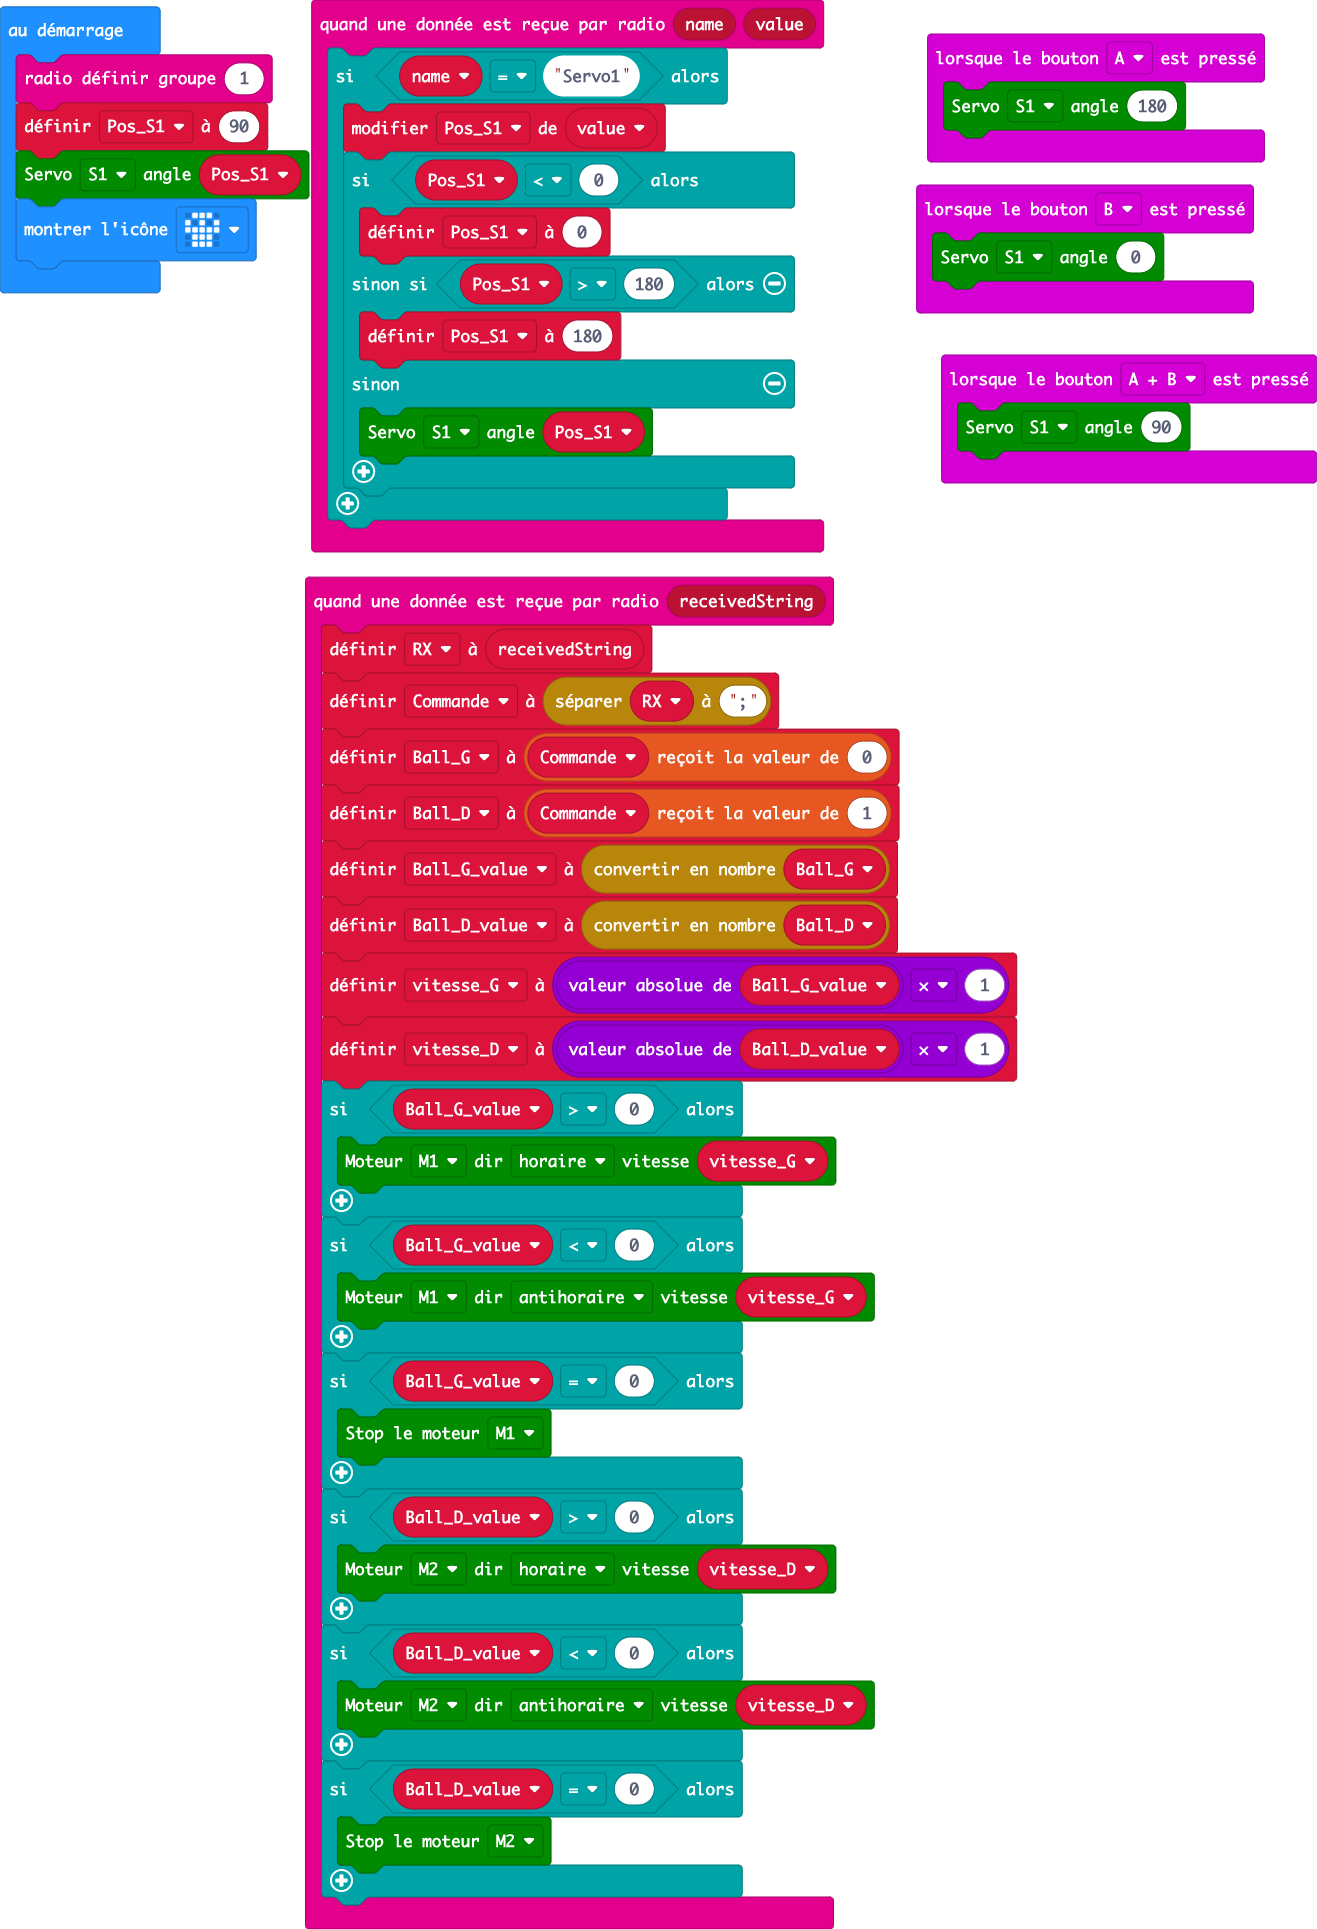 au démarrage
radio définir groupe 1
définir Pos_S1 à 90
Servo S1 angle Pos_S1
montrer l'icône
quand une donnée est reçue par radio name value
si name = "Servo1" alors
modifier Pos_S1 de value
si Pos_S1 < 0 alors
définir Pos_S1 à 0
sinon si Pos_S1 > 180 alors
définir Pos_S1 à 180
sinon
Servo S1 angle Pos_S1
lorsque le bouton A est pressé
Servo S1 angle 180
lorsque le bouton B est pressé
Servo S1 angle 0
lorsque le bouton A + B est pressé
Servo S1 angle 90
quand une donnée est reçue par radio receivedString
définir RX à receivedString
définir Commande à séparer RX à ";"
définir Ball_G à Commande reçoit la valeur de 0
définir Ball_D à Commande reçoit la valeur de 1
définir Ball_G_value à convertir en nombre Ball_G
définir Ball_D_value à convertir en nombre Ball_D
définir vitesse_G à valeur absolue de Ball_G_value × 1
définir vitesse_D à valeur absolue de Ball_D_value × 1
si Ball_G_value > 0 alors
Moteur M1 dir horaire vitesse vitesse_G
si Ball_G_value < 0 alors
Moteur M1 dir antihoraire vitesse vitesse_G
si Ball_G_value = 0 alors
Stop le moteur M1
si Ball_D_value > 0 alors
Moteur M2 dir horaire vitesse vitesse_D
si Ball_D_value < 0 alors
Moteur M2 dir antihoraire vitesse vitesse_D
si Ball_D_value = 0 alors
Stop le moteur M2